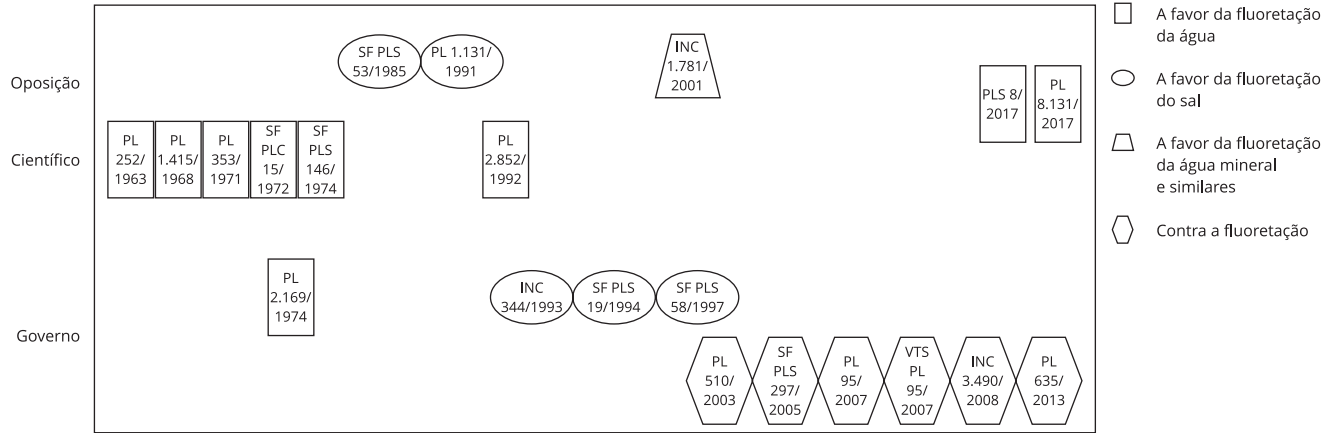 Oposição
SF PLS
53/1985
PL 1.131/
1991
INC
1.781/
2001
PLS 8/
2017
PL
8.131/
2017
Científico
PL
252/
1963
PL
1.415/
1968
PL
353/
1971
SF
PLC
15/
1972
SF
PLS
146/
1974
PL
2.852/
1992
Governo
PL
2.169/
1974
INC
344/1993
SF PLS
19/1994
SF PLS
58/1997
PL
510/
2003
SF
PLS
297/
2005
PL
95/
2007
VTS
PL
95/
2007
INC
3.490/
2008
PL
635/
2013
A favor da fluoretação
da água
A favor da fluoretação
do sal
A favor da fluoretação
da água mineral
e similares
Contra a fluoretação